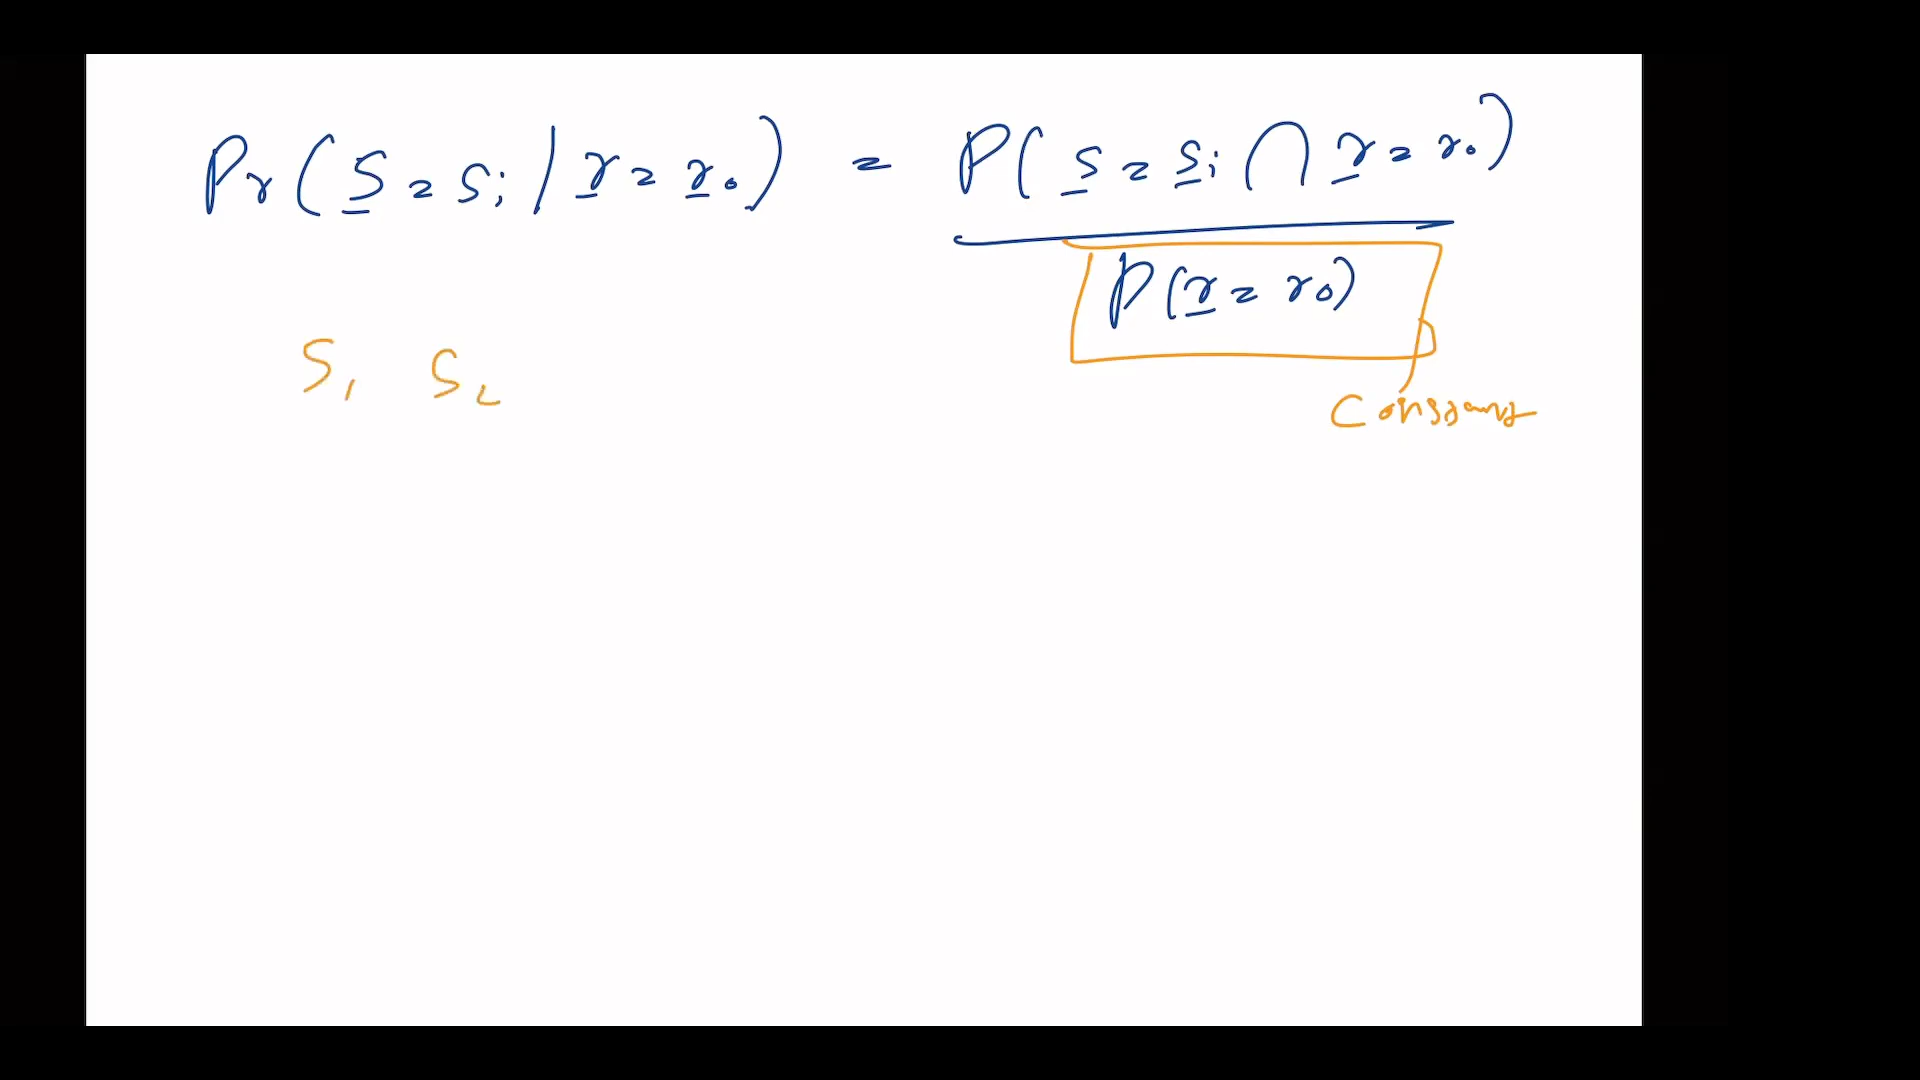 Pr( s = si / r = r0 ) = P( s = si ∩ r = r0 )
P( r = r0 )
S1 S2
Constant